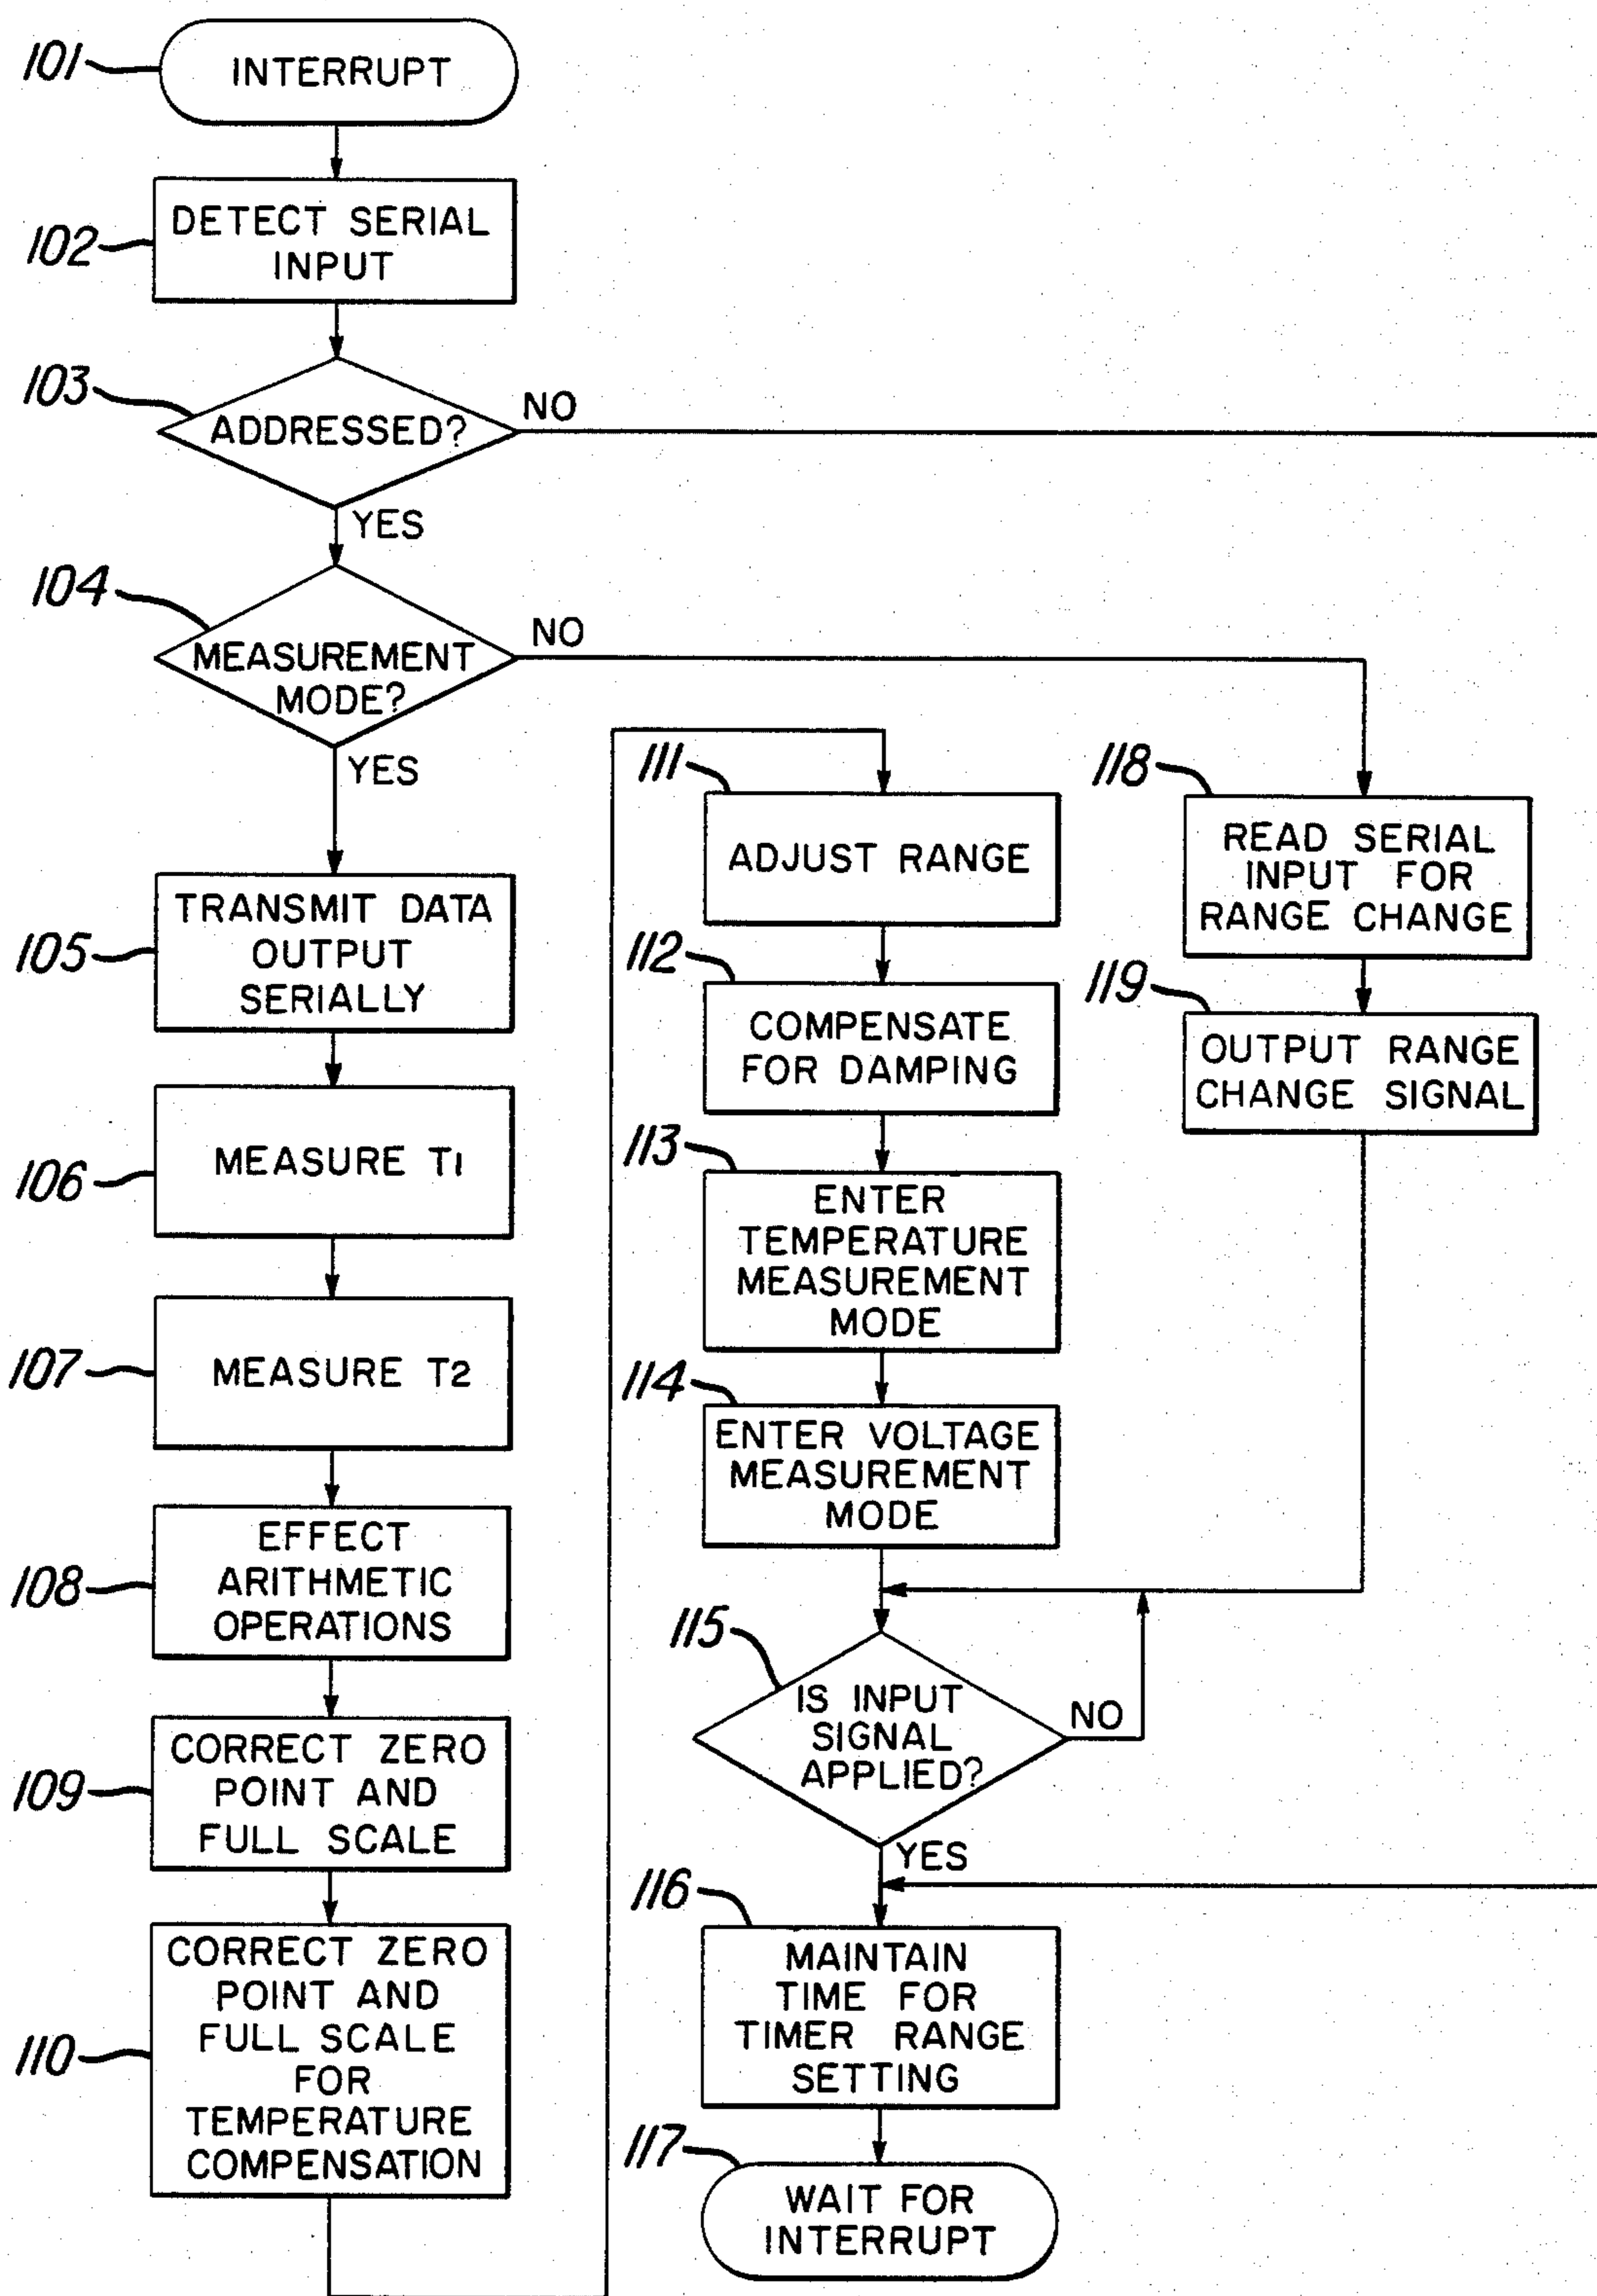 101
INTERRUPT
102
DETECT SERIAL
INPUT
103
ADDRESSED?
NO
YES
104
MEASUREMENT
MODE?
NO
YES
105
TRANSMIT DATA
OUTPUT
SERIALLY
106
MEASURE T1
107
MEASURE T2
108
EFFECT
ARITHMETIC
OPERATIONS
109
CORRECT ZERO
POINT AND
FULL SCALE
110
CORRECT ZERO
POINT AND
FULL SCALE
FOR
TEMPERATURE
COMPENSATION
111
ADJUST RANGE
112
COMPENSATE
FOR DAMPING
113
ENTER
TEMPERATURE
MEASUREMENT
MODE
114
ENTER VOLTAGE
MEASUREMENT
MODE
115
IS INPUT
SIGNAL
APPLIED?
NO
YES
116
MAINTAIN
TIME FOR
TIMER RANGE
SETTING
117
WAIT FOR
INTERRUPT
118
READ SERIAL
INPUT FOR
RANGE CHANGE
119
OUTPUT RANGE
CHANGE SIGNAL